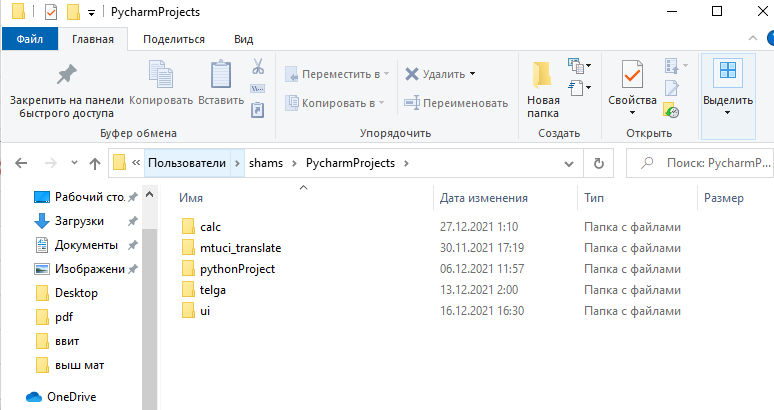 PycharmProjects
Файл Главная Поделиться Вид
Закрепить на панели
быстрого доступа
Копировать
Вставить
Буфер обмена
Переместить в
Копировать в
Удалить
Переименовать
Упорядочить
Новая
папка
Создать
Свойства
Открыть
Выделить
« Пользователи > shams > PycharmProjects >
Поиск: PycharmP...
Рабочий сто.
Загрузки
Документы
Изображени
Desktop
pdf
ввит
выш мат
OneDrive
Имя Дата изменения Тип Размер
calc 27.12.2021 1:10 Папка с файлами
mtuci_translate 30.11.2021 17:19 Папка с файлами
pythonProject 06.12.2021 11:57 Папка с файлами
telga 13.12.2021 2:00 Папка с файлами
ui 16.12.2021 16:30 Папка с файлами